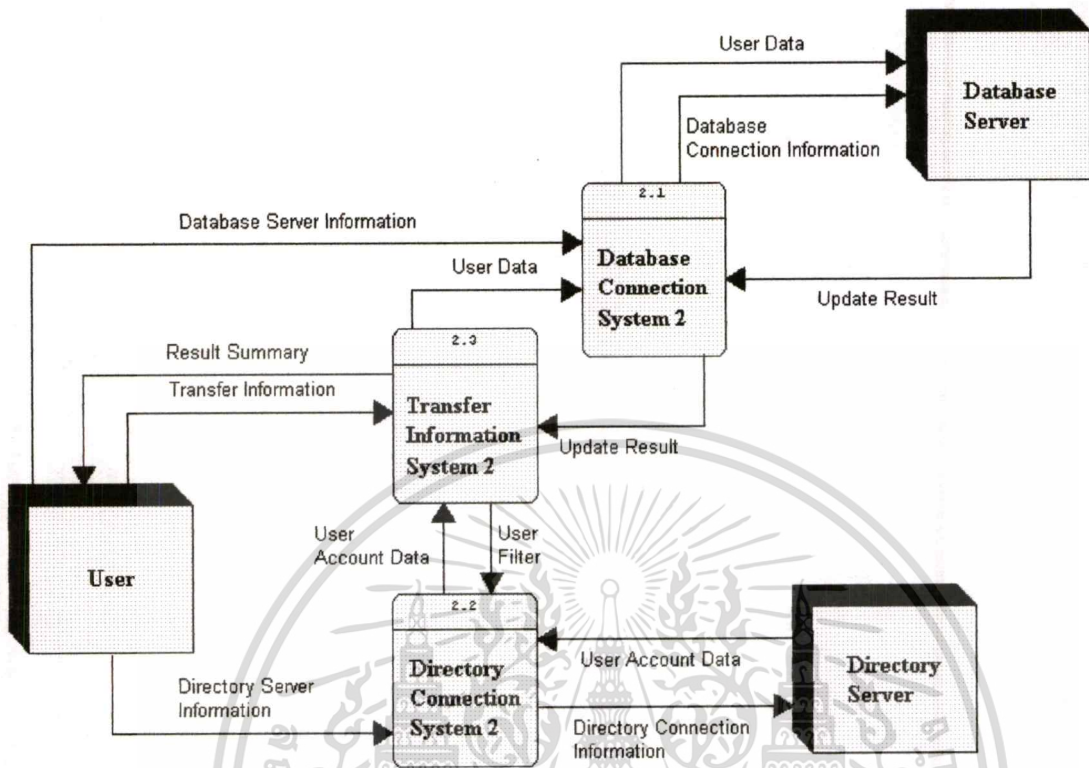 User Data
Database
Server
Database
Connection Information
2.1
Database Server Information
Database
Connection
System 2
User Data
Update Result
2.3
Result Summary
Transfer Information
Transfer
Information
System 2
Update Result
User
User
Account Data
User
Filter
2.2
User Account Data
Directory
Server
Directory
Connection
System 2
Directory Server
Information
Directory Connection
Information